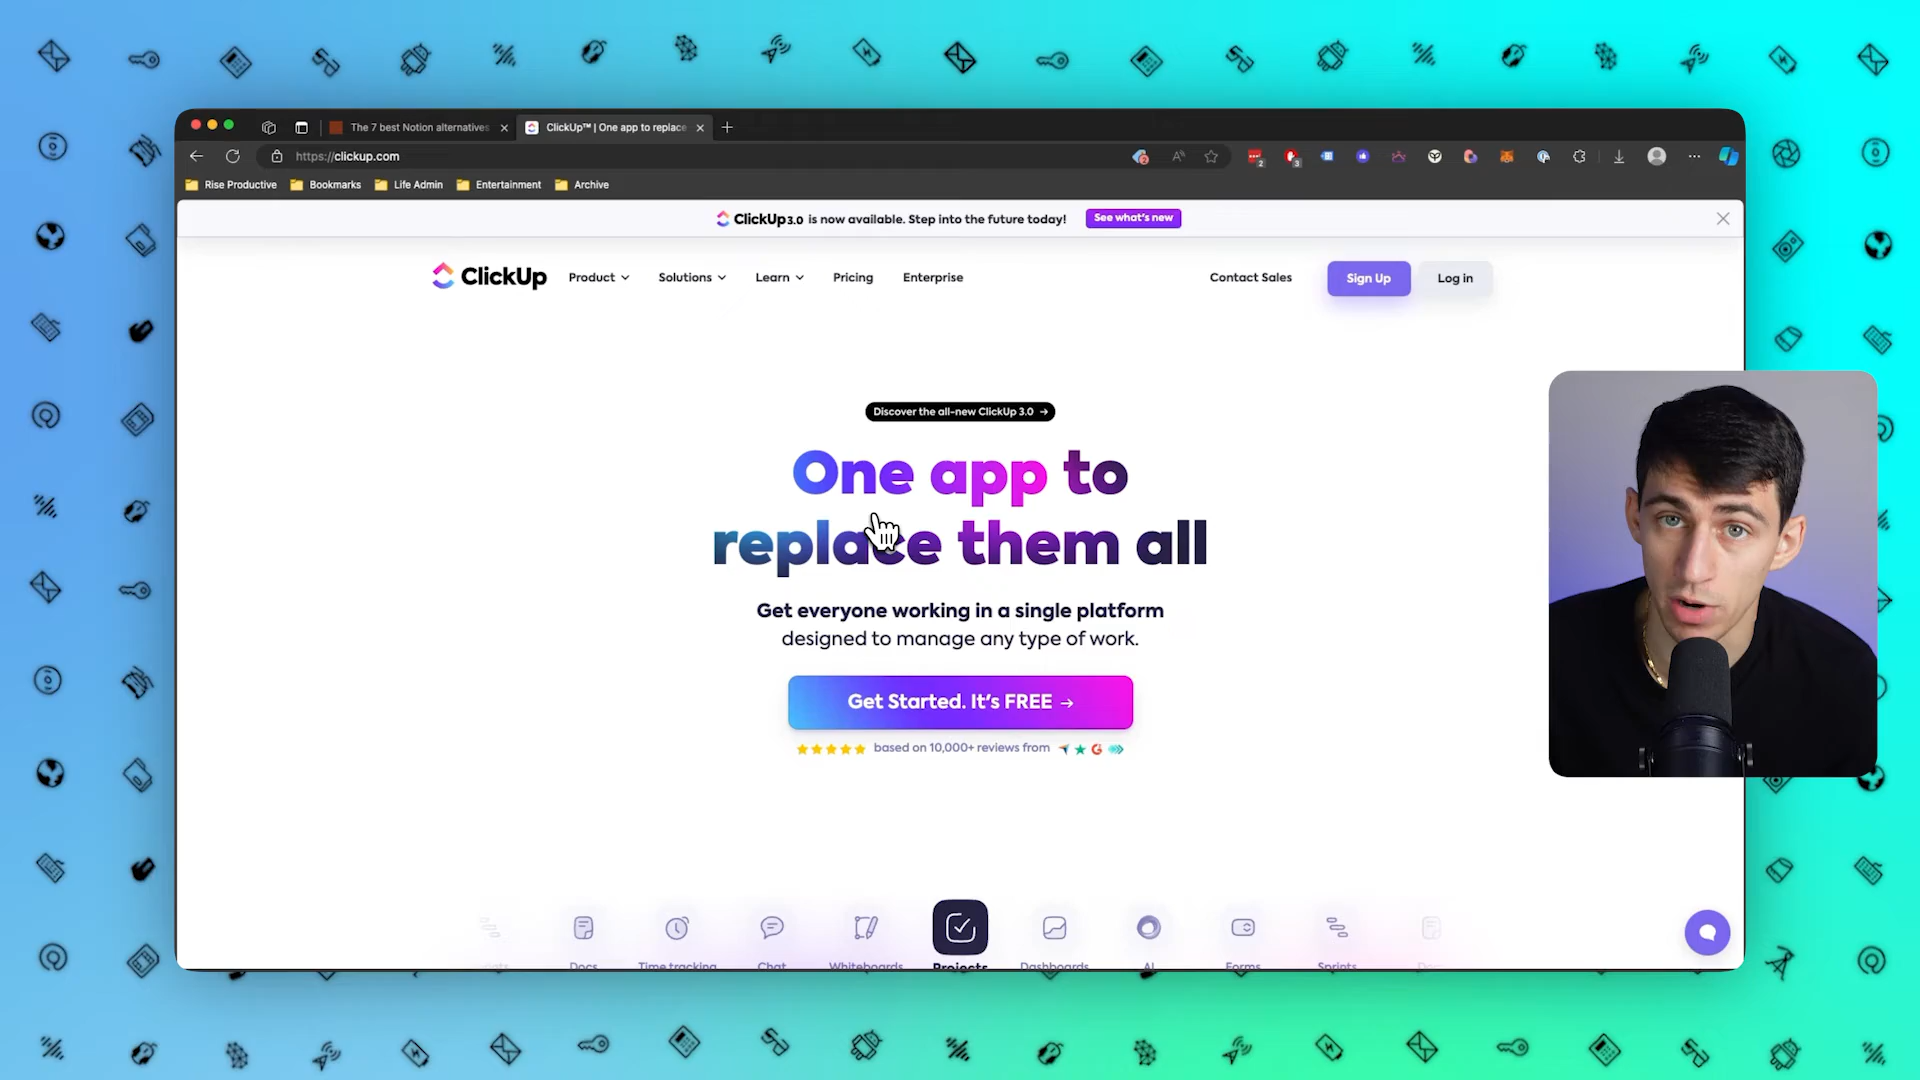 The 7 best Notion alternatives
ClickUp™ | One app to replace
https://clickup.com
Rise Productive
Bookmarks
Life Admin
Entertainment
Archive
ClickUp 3.0 is now available. Step into the future today!
See what's new
ClickUp
Product
Solutions
Learn
Pricing
Enterprise
Contact Sales
Sign Up
Log in
Discover the all-new ClickUp 3.0 →
One app to
replace them all
Get everyone working in a single platform
designed to manage any type of work.
Get Started. It's FREE →
based on 10,000+ reviews from
Docs
Time tracking
Chat
Whiteboards
Projects
Dashboards
AI
Forms
Sprints